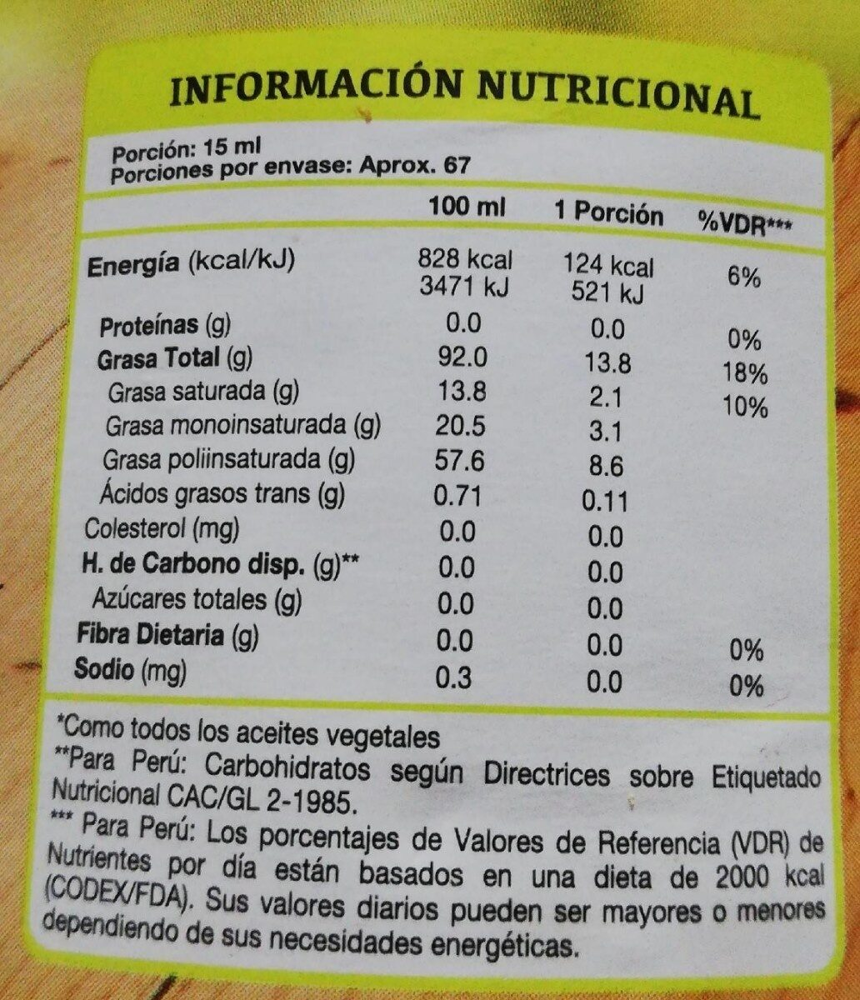 INFORMACIÓN NUTRICIONAL
Porción: 15 ml
Porciones por envase: Aprox. 67
100 ml 1 Porción %VDR***
Energía (kcal/kJ) 828 kcal 124 kcal 6%
3471 kJ 521 kJ
Proteínas (g) 0.0 0.0 0%
Grasa Total (g) 92.0 13.8 18%
Grasa saturada (g) 13.8 2.1 10%
Grasa monoinsaturada (g) 20.5 3.1
Grasa poliinsaturada (g) 57.6 8.6
Ácidos grasos trans (g) 0.71 0.11
Colesterol (mg) 0.0 0.0
H. de Carbono disp. (g)** 0.0 0.0
Azúcares totales (g) 0.0 0.0
Fibra Dietaria (g) 0.0 0.0 0%
Sodio (mg) 0.3 0.0 0%
*Como todos los aceites vegetales
**Para Perú: Carbohidratos según Directrices sobre Etiquetado
Nutricional CAC/GL 2-1985.
*** Para Perú: Los porcentajes de Valores de Referencia (VDR) de
Nutrientes por día están basados en una dieta de 2000 kcal
(CODEX/FDA). Sus valores diarios pueden ser mayores o menores
dependiendo de sus necesidades energéticas.